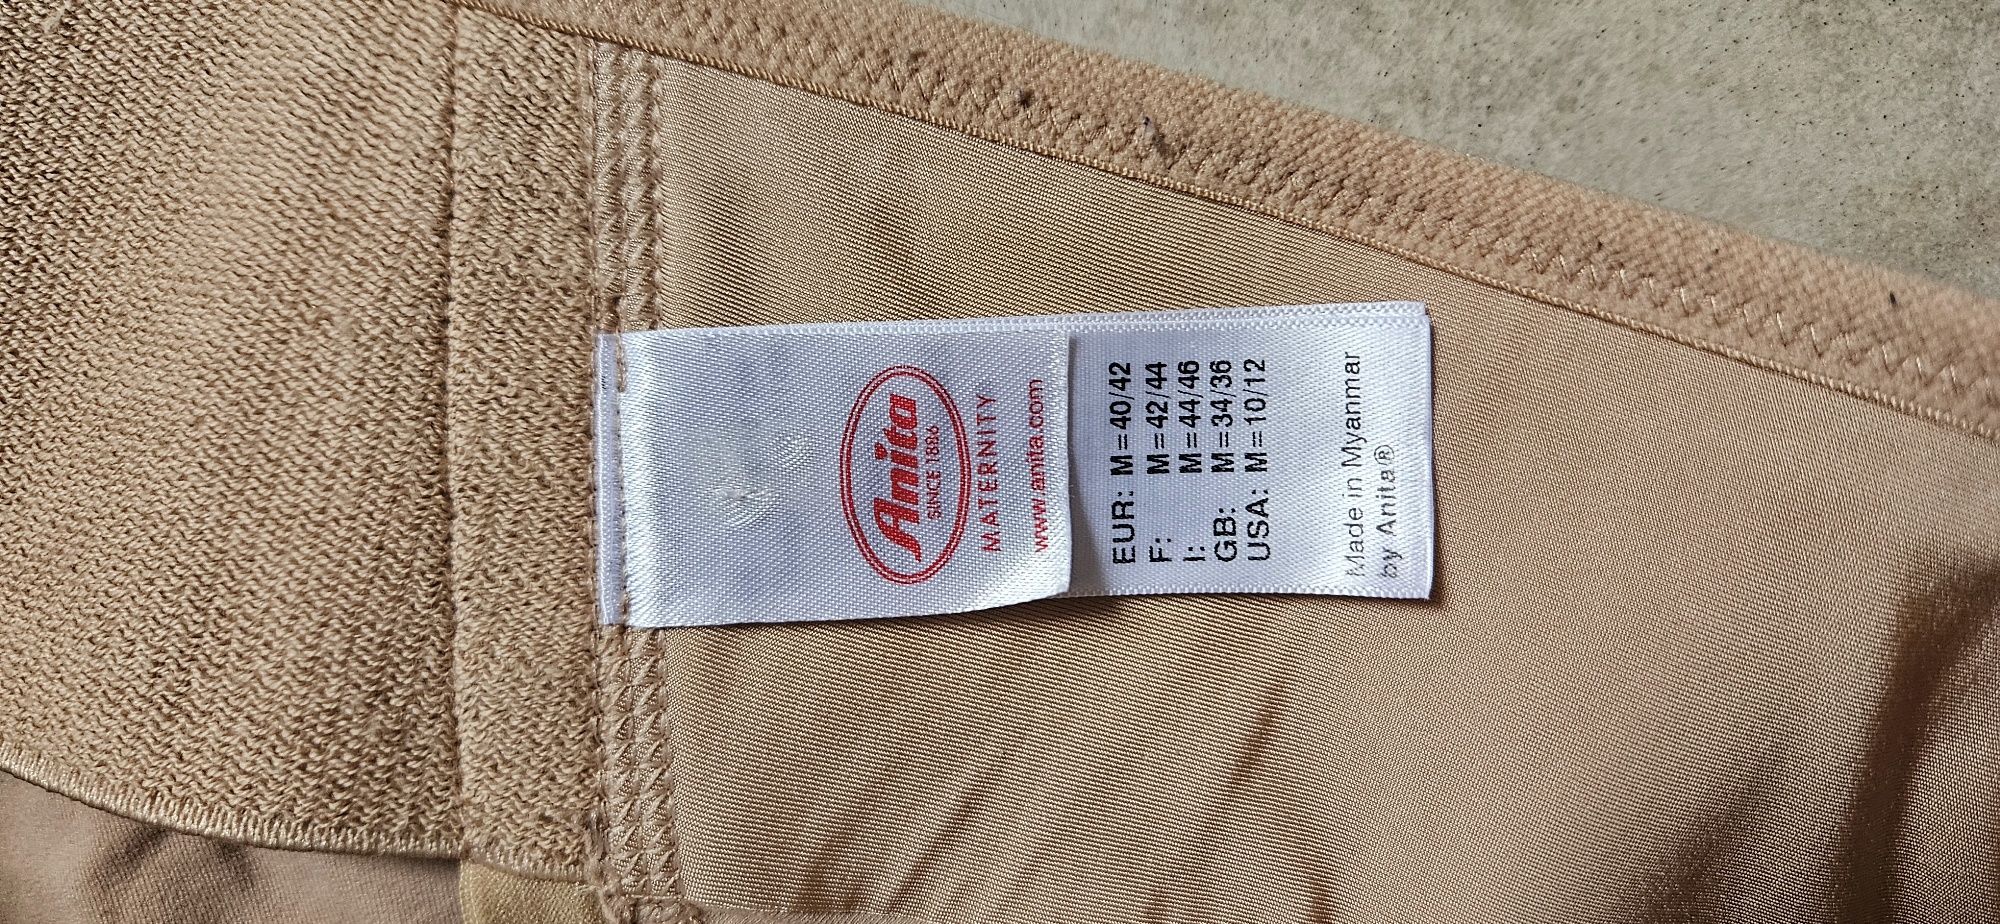 Anita
SINCE 1886
MATERNITY
www.anita.com
EUR: M=40/42
F: M=42/44
I: M=44/46
GB: M=34/36
USA: M=10/12
Made in Myanmar
by Anita®